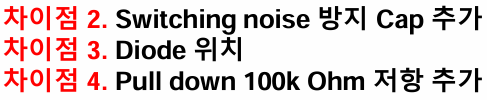 차이점 2. Switching noise 방지 Cap 추가
차이점 3. Diode 위치
차이점 4. Pull down 100k Ohm 저항 추가